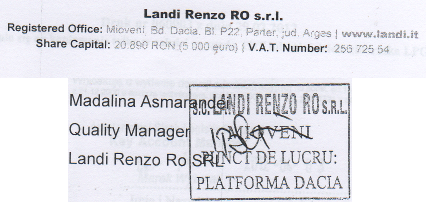 Landi Renzo RO s.r.l.
Registered Office: Mioveni, Bd. Dacia, Bl. P22, Parter, jud. Arges | www.landi.it
Share Capital: 20.890 RON (5.000 euro) | V.A.T. Number: 256 725 54
Madalina Asmarandei
Quality Manager
Landi Renzo Ro SRL
S.C. LANDI RENZO RO S.R.L.
MIOVENI
PUNCT DE LUCRU:
PLATFORMA DACIA